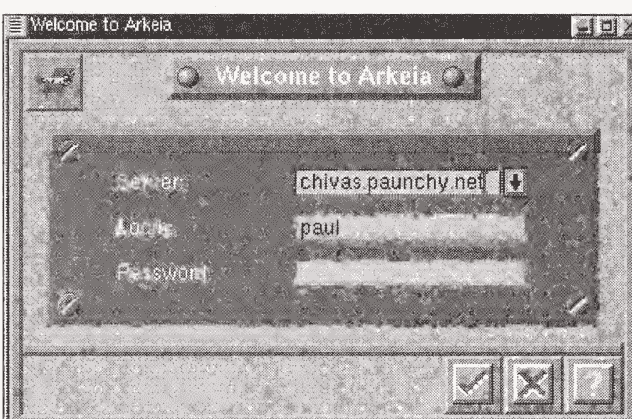 Welcome to Arkeia
Welcome to Arkeia
Server:
chivas.paunchy.net
Login:
paul
Password:
?